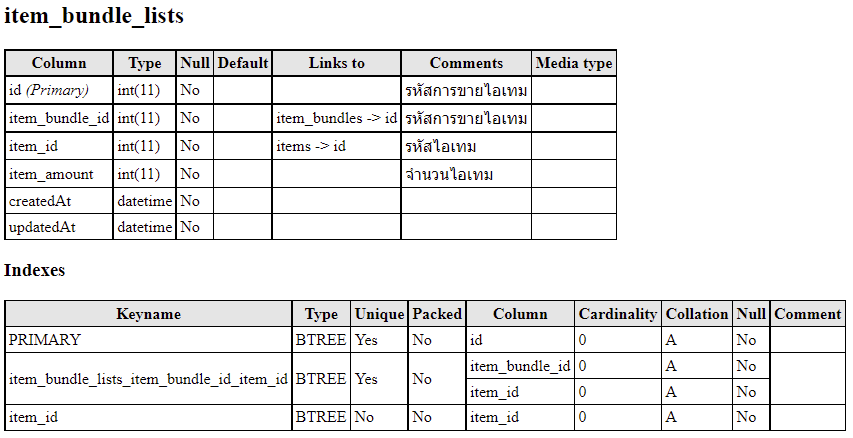 item_bundle_lists
Column Type Null Default Links to Comments Media type
id (Primary) int(11) No รหัสการขายไอเทม
item_bundle_id int(11) No item_bundles -> id รหัสการขายไอเทม
item_id int(11) No items -> id รหัสไอเทม
item_amount int(11) No จำนวนไอเทม
createdAt datetime No
updatedAt datetime No
Indexes
Keyname Type Unique Packed Column Cardinality Collation Null Comment
PRIMARY BTREE Yes No id 0 A No
item_bundle_lists_item_bundle_id_item_id BTREE Yes No item_bundle_id 0 A No
item_id 0 A No
item_id BTREE No No item_id 0 A No